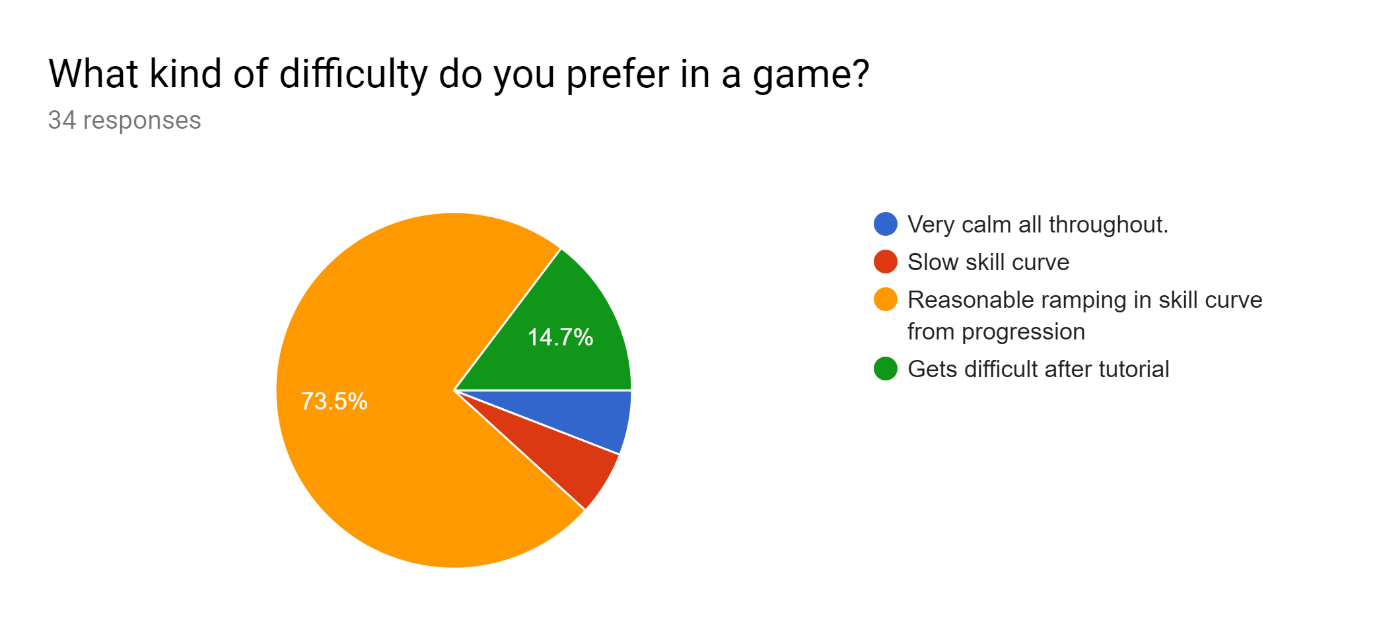 What kind of difficulty do you prefer in a game?
34 responses
73.5%
14.7%
Very calm all throughout.
Slow skill curve
Reasonable ramping in skill curve
from progression
Gets difficult after tutorial